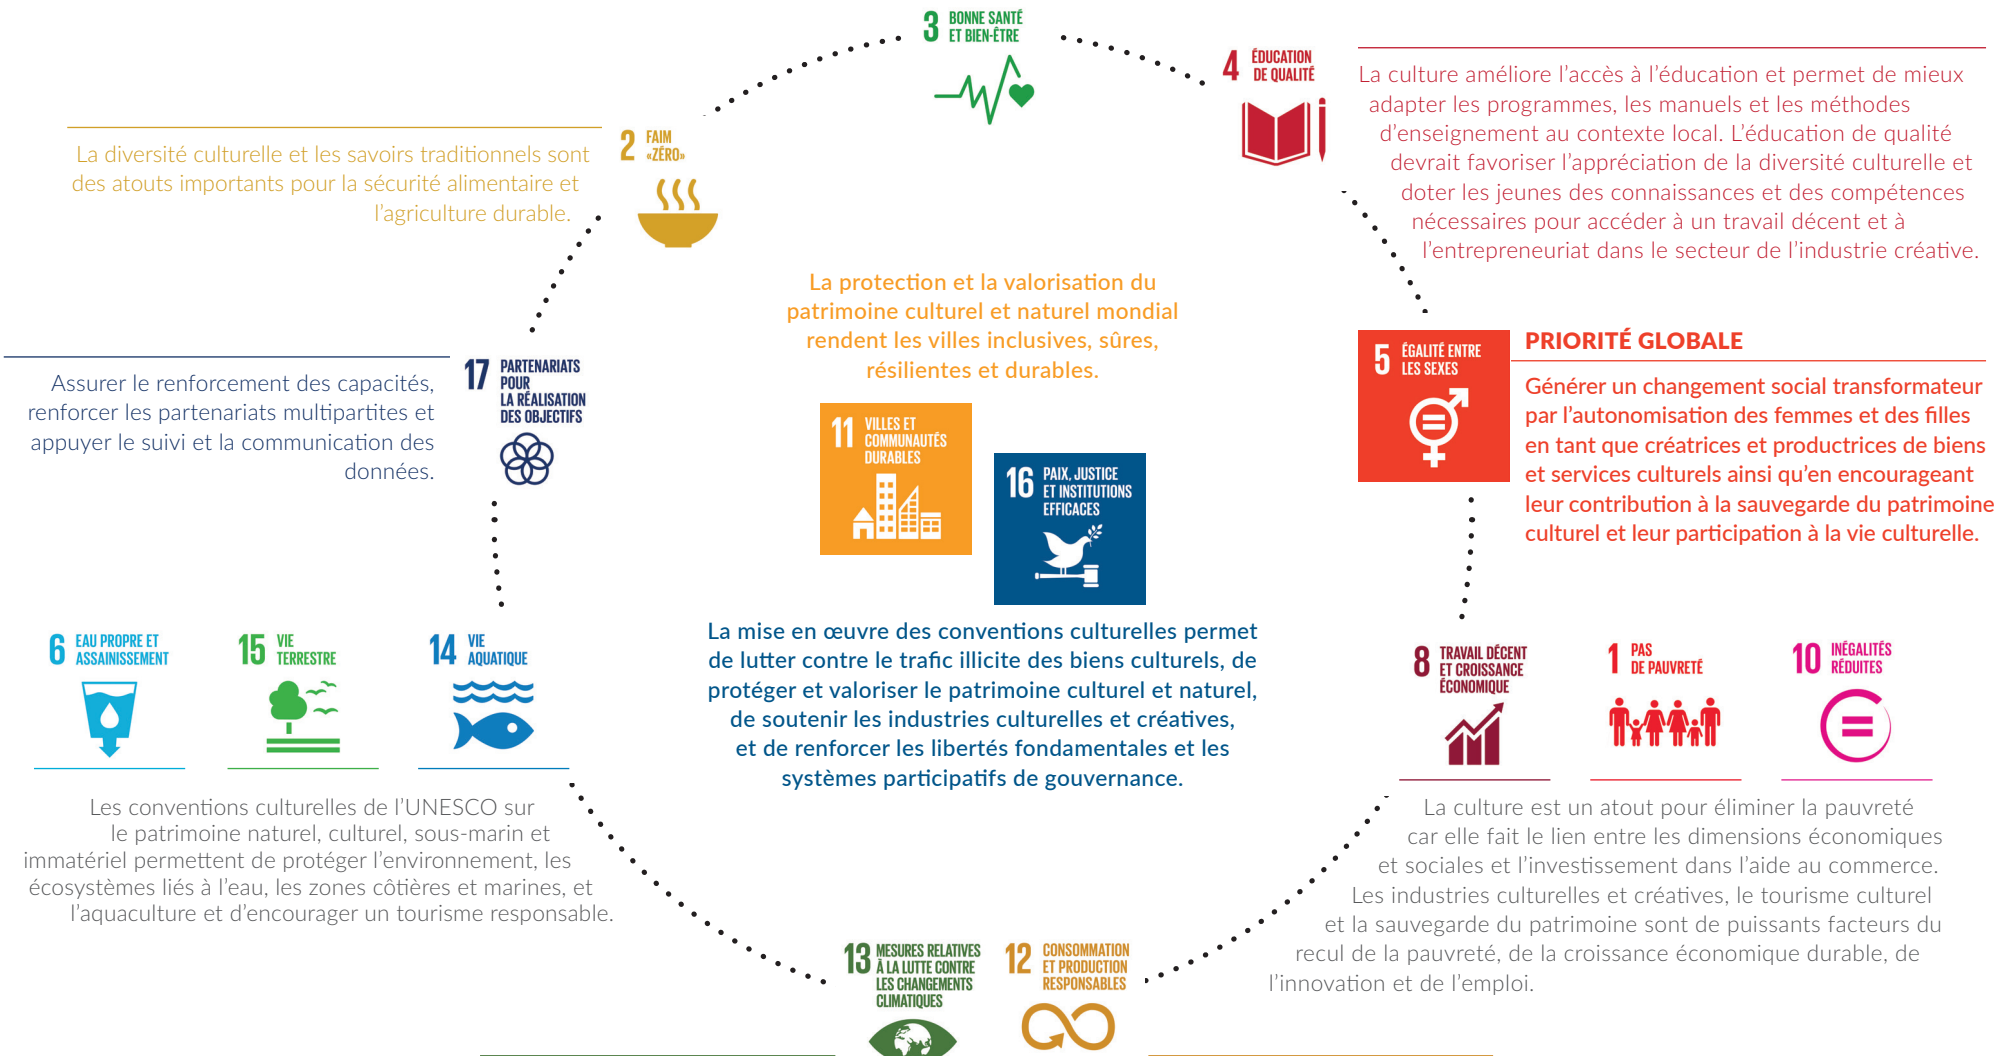 3 BONNE SANTÉ
ET BIEN-ÊTRE
4 ÉDUCATION
DE QUALITÉ
La culture améliore l'accès à l'éducation et permet de mieux
adapter les programmes, les manuels et les méthodes
d'enseignement au contexte local. L'éducation de qualité
devrait favoriser l'appréciation de la diversité culturelle et
doter les jeunes des connaissances et des compétences
nécessaires pour accéder à un travail décent et à
l'entrepreneuriat dans le secteur de l'industrie créative.
2 FAIM
«ZÉRO»
La diversité culturelle et les savoirs traditionnels sont
des atouts importants pour la sécurité alimentaire et
l'agriculture durable.
La protection et la valorisation du
patrimoine culturel et naturel mondial
rendent les villes inclusives, sûres,
résilientes et durables.
5 ÉGALITÉ ENTRE
LES SEXES
PRIORITÉ GLOBALE
Générer un changement social transformateur
par l'autonomisation des femmes et des filles
en tant que créatrices et productrices de biens
et services culturels ainsi qu'en encourageant
leur contribution à la sauvegarde du patrimoine
culturel et leur participation à la vie culturelle.
17 PARTENARIATS
POUR
LA RÉALISATION
DES OBJECTIFS
Assurer le renforcement des capacités,
renforcer les partenariats multipartites et
appuyer le suivi et la communication des
données.
11 VILLES ET
COMMUNAUTÉS
DURABLES
16 PAIX, JUSTICE
ET INSTITUTIONS
EFFICACES
La mise en œuvre des conventions culturelles permet
de lutter contre le trafic illicite des biens culturels, de
protéger et valoriser le patrimoine culturel et naturel,
de soutenir les industries culturelles et créatives,
et de renforcer les libertés fondamentales et les
systèmes participatifs de gouvernance.
6 EAU PROPRE ET
ASSAINISSEMENT
15 VIE
TERRESTRE
14 VIE
AQUATIQUE
Les conventions culturelles de l'UNESCO sur
le patrimoine naturel, culturel, sous-marin et
immatériel permettent de protéger l'environnement, les
écosystèmes liés à l'eau, les zones côtières et marines, et
l'aquaculture et d'encourager un tourisme responsable.
8 TRAVAIL DÉCENT
ET CROISSANCE
ÉCONOMIQUE
1 PAS
DE PAUVRETÉ
10 INÉGALITÉS
RÉDUITES
La culture est un atout pour éliminer la pauvreté
car elle fait le lien entre les dimensions économiques
et sociales et l'investissement dans l'aide au commerce.
Les industries culturelles et créatives, le tourisme culturel
et la sauvegarde du patrimoine sont de puissants facteurs du
recul de la pauvreté, de la croissance économique durable, de
l'innovation et de l'emploi.
13 MESURES RELATIVES
À LA LUTTE CONTRE
LES CHANGEMENTS
CLIMATIQUES
12 CONSOMMATION
ET PRODUCTION
RESPONSABLES